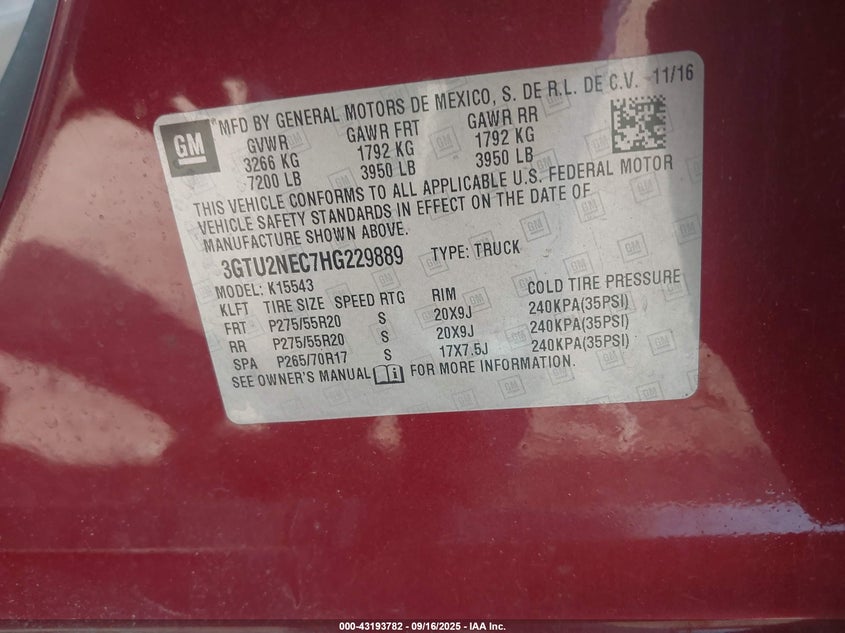 GM
MFD BY GENERAL MOTORS DE MEXICO, S. DE R.L. DE C.V. 11/16
GVWR GAWR FRT GAWR RR
3266 KG 1792 KG 1792 KG
7200 LB 3950 LB 3950 LB
THIS VEHICLE CONFORMS TO ALL APPLICABLE U.S. FEDERAL MOTOR
VEHICLE SAFETY STANDARDS IN EFFECT ON THE DATE OF
MANUFACTURE SHOWN ABOVE.
3GTU2NEC7HG229889 TYPE: TRUCK
MODEL: K15543
KLFT TIRE SIZE SPEED RTG RIM COLD TIRE PRESSURE
FRT P275/55R20 S 20X9J 240KPA(35PSI)
RR P275/55R20 S 20X9J 240KPA(35PSI)
SPA P265/70R17 S 17X7.5J 240KPA(35PSI)
SEE OWNER'S MANUAL FOR MORE INFORMATION.
000-43193782 - 09/16/2025 - IAA Inc.